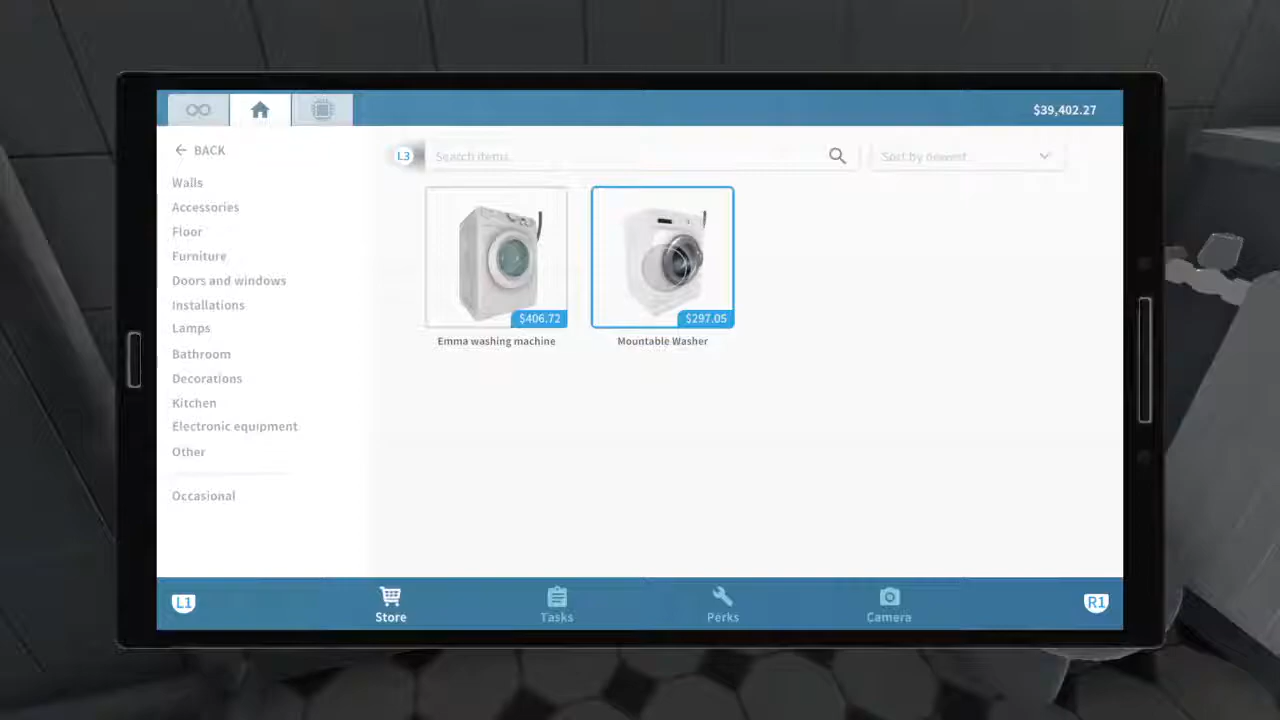 $39,402.27
BACK
L3
Search items...
Sort by newest...
Walls
Accessories
Floor
Furniture
Doors and windows
Installations
Lamps
Bathroom
Decorations
Kitchen
Electronic equipment
Other
Occasional
$406.72
$297.05
Emma washing machine
Mountable Washer
L1
Store
Tasks
Perks
Camera
R1